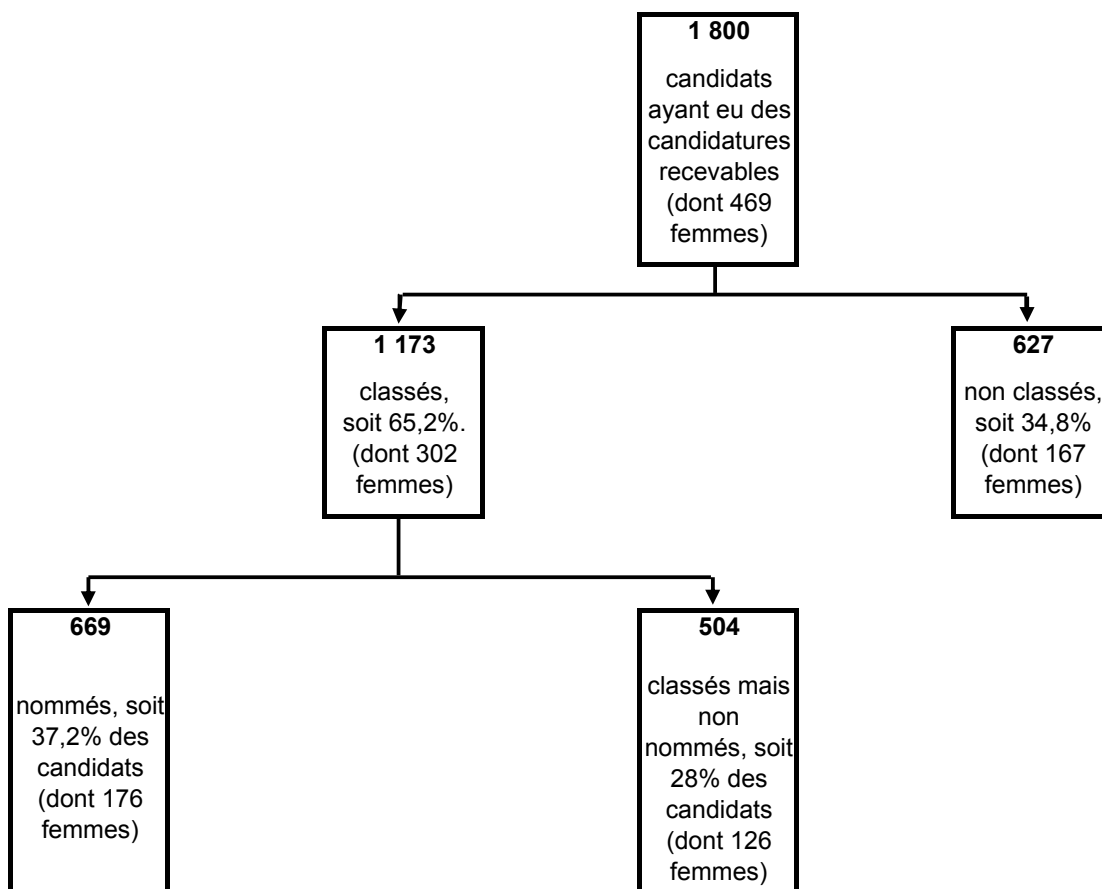 1 800
candidats
ayant eu des
candidatures
recevables
(dont 469
femmes)
1 173
classés,
soit 65,2%.
(dont 302
femmes)
627
non classés,
soit 34,8%
(dont 167
femmes)
669
nommés, soit
37,2% des
candidats
(dont 176
femmes)
504
classés mais
non
nommés, soit
28% des
candidats
(dont 126
femmes)